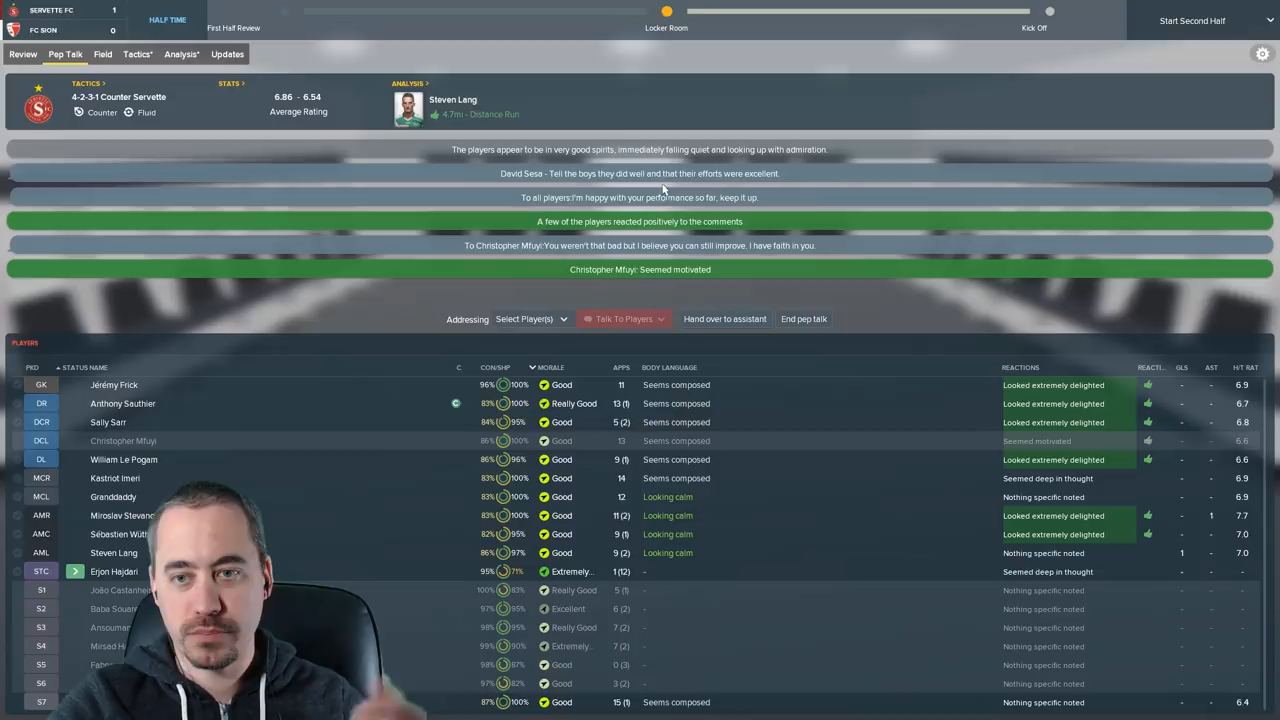 SERVETTE FC 1
FC SION 0
HALF TIME
First Half Review
Locker Room
Kick Off
Start Second Half
Review Pep Talk Field Tactics* Analysis* Updates
TACTICS >
4-2-3-1 Counter Servette
Counter Fluid
STATS >
6.86 - 6.54
Average Rating
ANALYSIS >
Steven Lang
4.7mi - Distance Run
The players appear to be in very good spirits, immediately falling quiet and looking up with admiration.
David Sesa - Tell the boys they did well and that their efforts were excellent.
To all players:I'm happy with your performance so far, keep it up.
A few of the players reacted positively to the comments
To Christopher Mfuyi:You weren't that bad but I believe you can still improve. I have faith in you.
Christopher Mfuyi: Seemed motivated
Addressing Select Player(s) Talk To Players Hand over to assistant End pep talk
PLAYERS
PKD STATUS NAME C CON/SHP MORALE APPS BODY LANGUAGE REACTIONS REACTI... GLS AST H/T RAT
GK Jérémy Frick 96% 100% Good 11 Seems composed Looked extremely delighted - - 6.9
DR Anthony Sauthier C 83% 100% Really Good 13 (1) Seems composed Looked extremely delighted - - 6.7
DCR Sally Sarr 84% 95% Good 5 (2) Seems composed Looked extremely delighted - - 6.8
DCL Christopher Mfuyi 86% 100% Good 13 Seems composed Seemed motivated - - 6.6
DL William Le Pogam 86% 96% Good 9 (1) Seems composed Looked extremely delighted - - 6.6
MCR Kastriot Imeri 83% 100% Good 14 Seems composed Seemed deep in thought - - 6.9
MCL Granddaddy 83% 100% Good 12 Looking calm Nothing specific noted - - 6.9
AMR Miroslav Stevano 83% 100% Good 11 (2) Looking calm Looked extremely delighted - 1 7.7
AMC Sébastien Wüth 82% 95% Good 9 (1) Looking calm Looked extremely delighted - - 7.0
AML Steven Lang 86% 97% Good 9 (2) Looking calm Nothing specific noted 1 - 7.0
STC Erjon Hajdari 95% 71% Extremely... 1 (12) - Seemed deep in thought - -
S1 João Castanhei 100% 83% Really Good 5 (1) - Nothing specific noted - -
S2 Baba Souar 97% 95% Excellent 6 (2) - Nothing specific noted - -
S3 Ansouman 98% 95% Really Good 7 (2) - Nothing specific noted - -
S4 Mirsad H 99% 90% Extremely... 7 (2) - Nothing specific noted - -
S5 Fab 98% 87% Good 0 (3) - Nothing specific noted - -
S6 97% 82% Good 3 (2) - Nothing specific noted - -
S7 87% 100% Good 15 (1) Seems composed Nothing specific noted - - 6.4